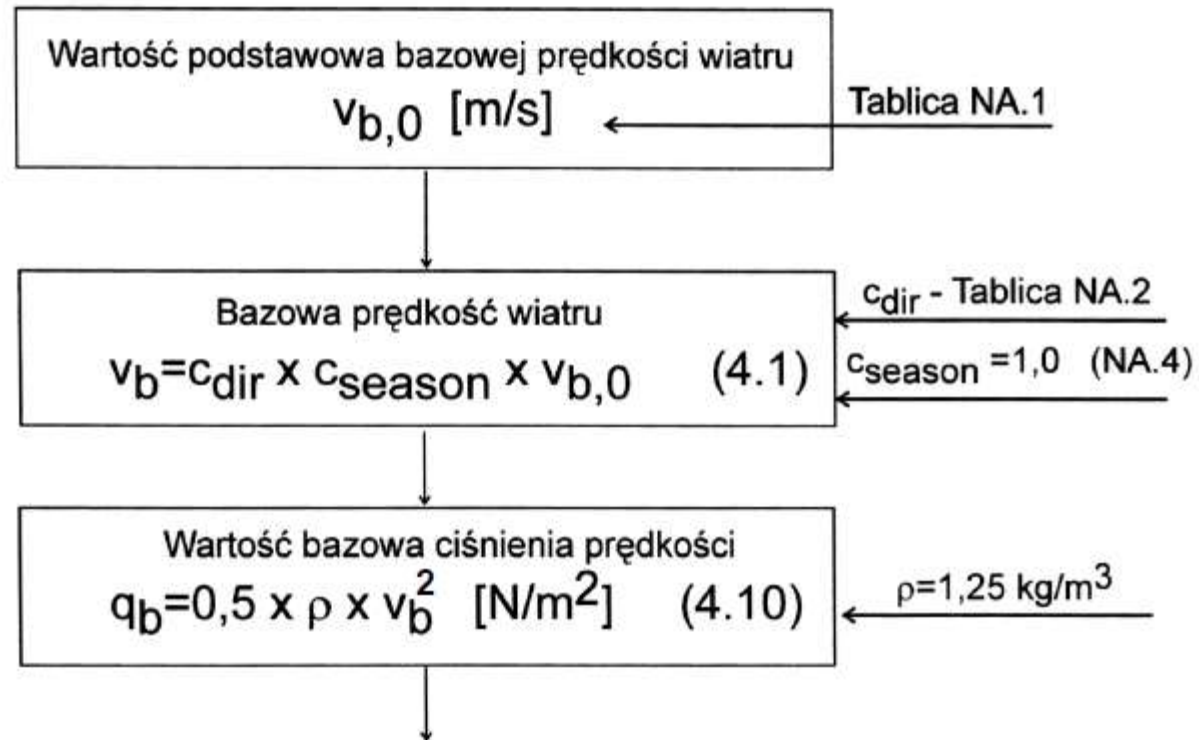 Wartość podstawowa bazowej prędkości wiatru
v_b,0 [m/s]
Tablica NA.1
Bazowa prędkość wiatru
v_b=c_dir x c_season x v_b,0 (4.1)
c_dir - Tablica NA.2
c_season =1,0 (NA.4)
Wartość bazowa ciśnienia prędkości
q_b=0,5 x ρ x v_b^2 [N/m²] (4.10)
ρ=1,25 kg/m³